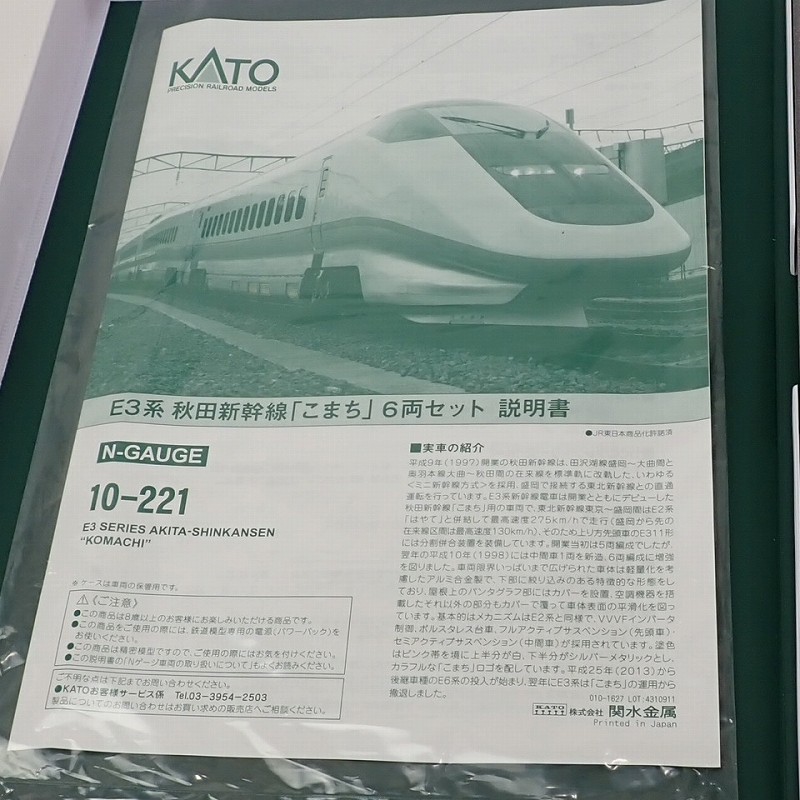 KATO
PRECISION RAILROAD MODELS
E3系 秋田新幹線「こまち」6両セット 説明書
●JR東日本商品化許諾済
N-GAUGE
10-221
E3 SERIES AKITA-SHINKANSEN
"KOMACHI"
※ ケースは車両の保管用です。
⚠《ご注意》
●この商品は8歳以上のお客様にお楽しみいただける商品です。
●この商品をご使用の際には、鉄道模型専用の電源(パワーパック)を
お使いください。
●この商品は精密模型ですので、ご使用の際にはお気を付けください。
●この説明書の「Nゲージ車両の取り扱いについて」もよくお読みください。
ご不明な点は下記までお問い合わせください。
●KATOお客様サービス係 Tel.03-3954-2503
製品についてのお問い合わせはお買い求めの販売店へご相談ください。
■実車の紹介
平成9年(1997)開業の秋田新幹線は、田沢湖線盛岡〜大曲間と
奥羽本線大曲〜秋田間の在来線を標準軌に改軌した、いわゆる
<ミニ新幹線方式>を採用。盛岡で接続する東北新幹線との直通
運転を行っています。E3系新幹線電車は開業とともにデビューした
秋田新幹線「こまち」用の車両で、東北新幹線東京〜盛岡間はE2系
「はやて」と併結して最高速度275km/hで走行(盛岡から先の
在来線区間は最高速度130km/h)、そのため上り方先頭車のE311形
には分割併合装置を装備しています。開業当初は5両編成でしたが、
翌年の平成10年(1998)には中間車1両を新造、6両編成に増強
を図りました。車両限界いっぱいまで広げられた車体は軽量化を考
慮したアルミ合金製で、下部に絞り込みのある特徴的な形態をし
ており、屋根上のパンタグラフ部にはカバーを設置、空調機器を搭
載したそれ以外の部分もカバーで覆って車体表面の平滑化を図っ
ています。基本的はメカニズムはE2系と同様で、VVVFインバータ
制御、ボルスタレス台車、フルアクティブサスペンション(先頭車)・
セミアクティブサスペンション(中間車)が採用されています。塗色
はピンク帯を境に上半分が白、下半分がシルバーメタリックとし、
カラフルな「こまち」ロゴを配しています。平成25年(2013)から
後継車種のE6系の投入が始まり、翌年にE3系は「こまち」の運用から
撤退しました。
010-1627 LOT:4310911
KATO 株式会社 関水金属
Printed in Japan